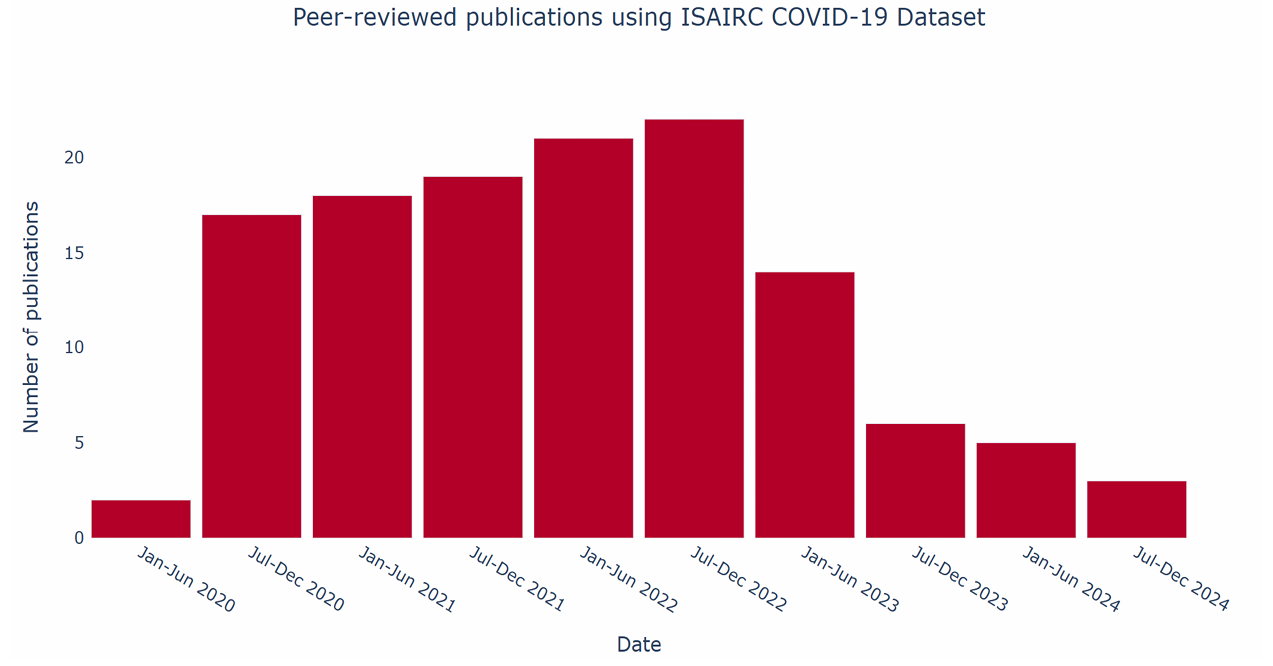 Peer-reviewed publications using ISAIRC COVID-19 Dataset
Number of publications
20
15
10
5
0
Jan-Jun 2020
Jul-Dec 2020
Jan-Jun 2021
Jul-Dec 2021
Jan-Jun 2022
Jul-Dec 2022
Jan-Jun 2023
Jul-Dec 2023
Jan-Jun 2024
Jul-Dec 2024
Date